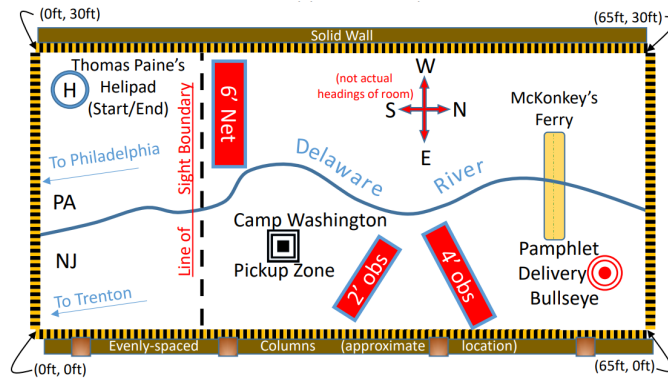 (0ft, 30ft)
(65ft, 30ft)
Solid Wall
Thomas Paine's
Helipad
(Start/End)
H
6' Net
(not actual
headings of room)
W
S
N
E
McKonkey's
Ferry
To Philadelphia
Line of Sight Boundary
Delaware River
PA
Camp Washington
Pickup Zone
NJ
2' obs
4' obs
Pamphlet
Delivery
Bullseye
To Trenton
Evenly-spaced Columns (approximate location)
(0ft, 0ft)
(65ft, 0ft)